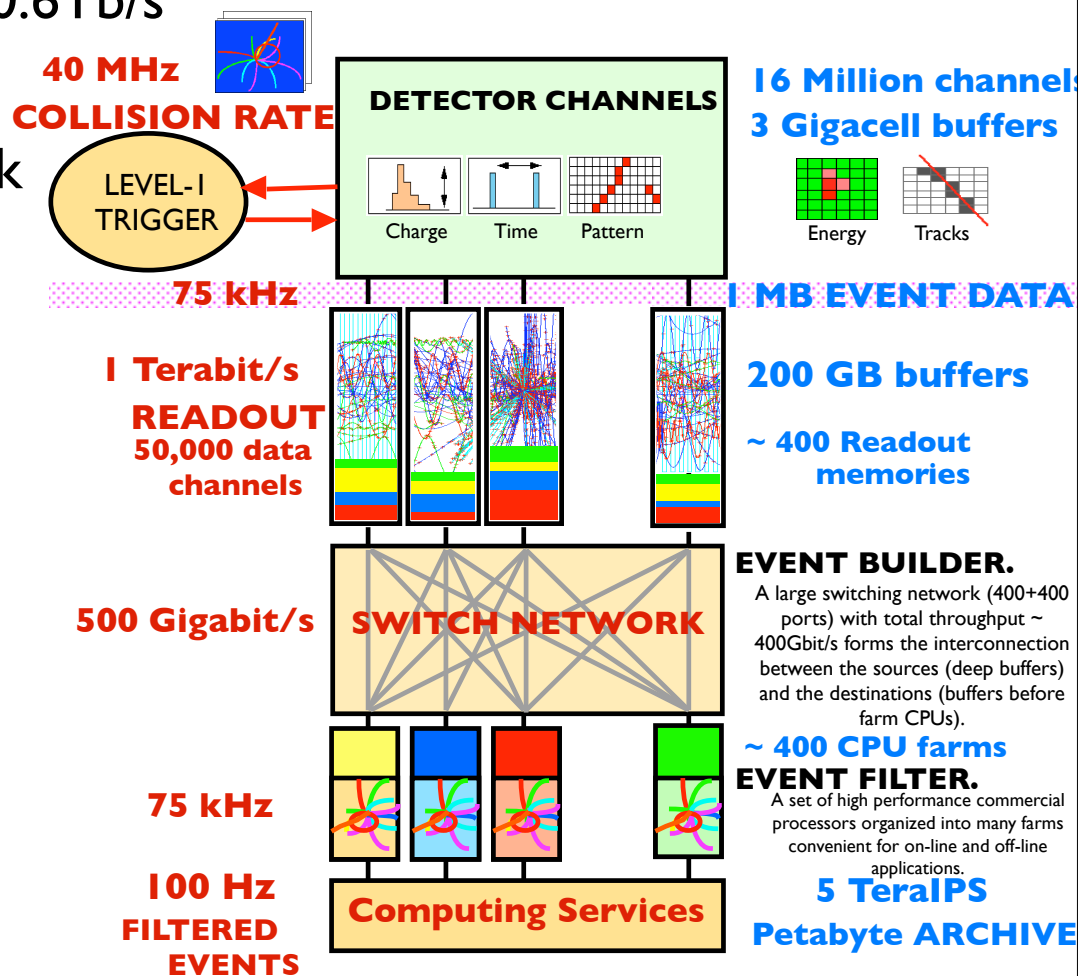 0.6Tb/s
40 MHz
COLLISION RATE
k
LEVEL-1
TRIGGER
DETECTOR CHANNELS
Charge
Time
Pattern
16 Million channels
3 Gigacell buffers
Energy
Tracks
75 kHz
1 MB EVENT DATA
1 Terabit/s
READOUT
50,000 data
channels
200 GB buffers
~ 400 Readout
memories
500 Gigabit/s
SWITCH NETWORK
EVENT BUILDER.
A large switching network (400+400
ports) with total throughput ~
400Gbit/s forms the interconnection
between the sources (deep buffers)
and the destinations (buffers before
farm CPUs).
~ 400 CPU farms
EVENT FILTER.
A set of high performance commercial
processors organized into many farms
convenient for on-line and off-line
applications.
75 kHz
100 Hz
FILTERED
EVENTS
Computing Services
5 TeraIPS
Petabyte ARCHIVE